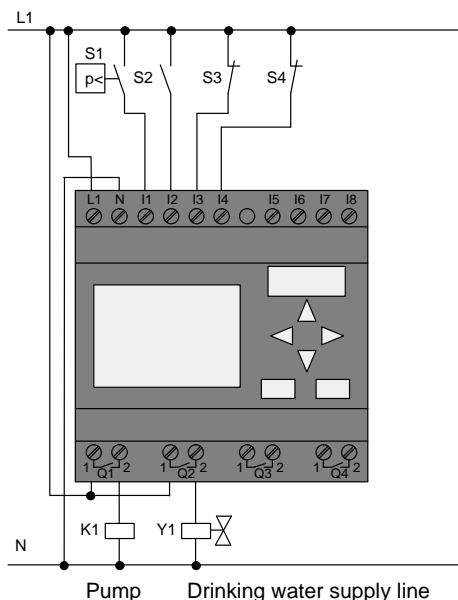 L1
S1
p<
S2
S3
S4
L1 N I1 I2 I3 I4 I5 I6 I7 I8
1 2 1 2 1 2 1 2
Q1 Q2 Q3 Q4
K1 Y1
N
Pump Drinking water supply line